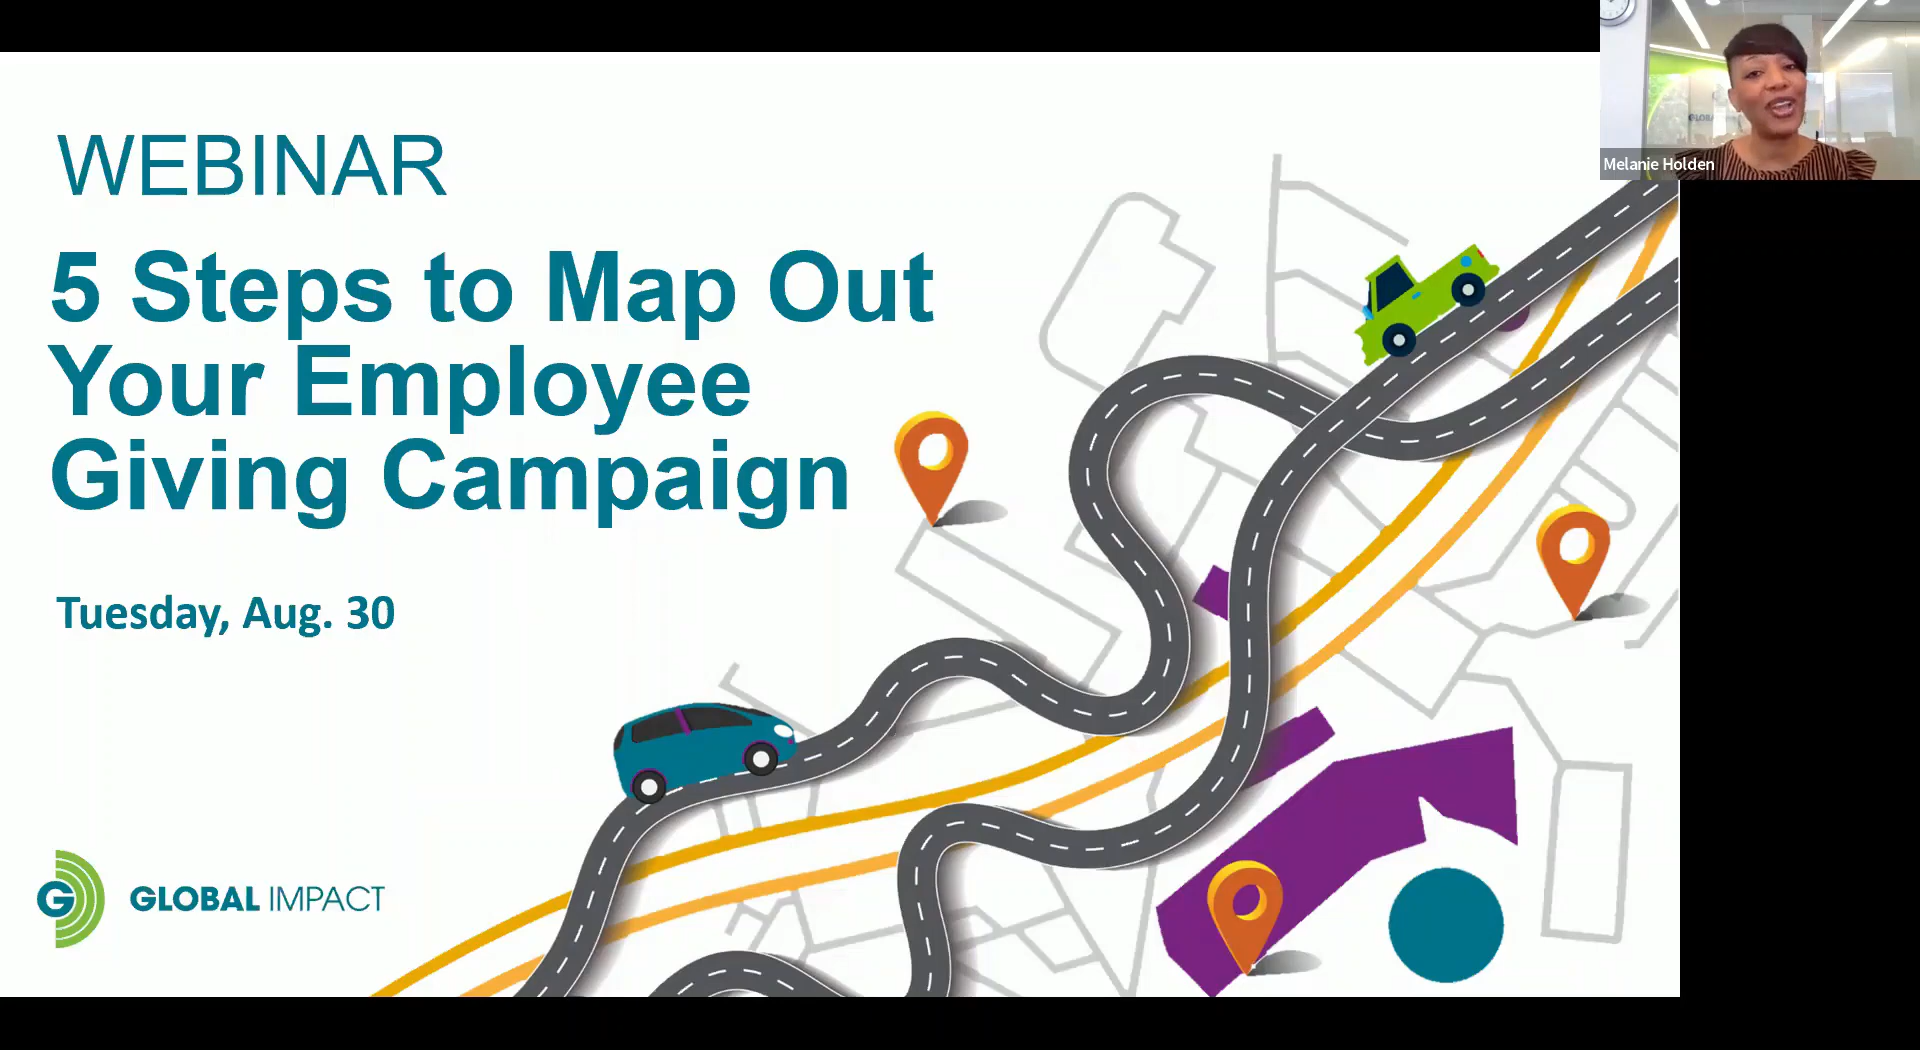 WEBINAR
5 Steps to Map Out
Your Employee
Giving Campaign
Tuesday, Aug. 30
G GLOBAL IMPACT
Melanie Holden